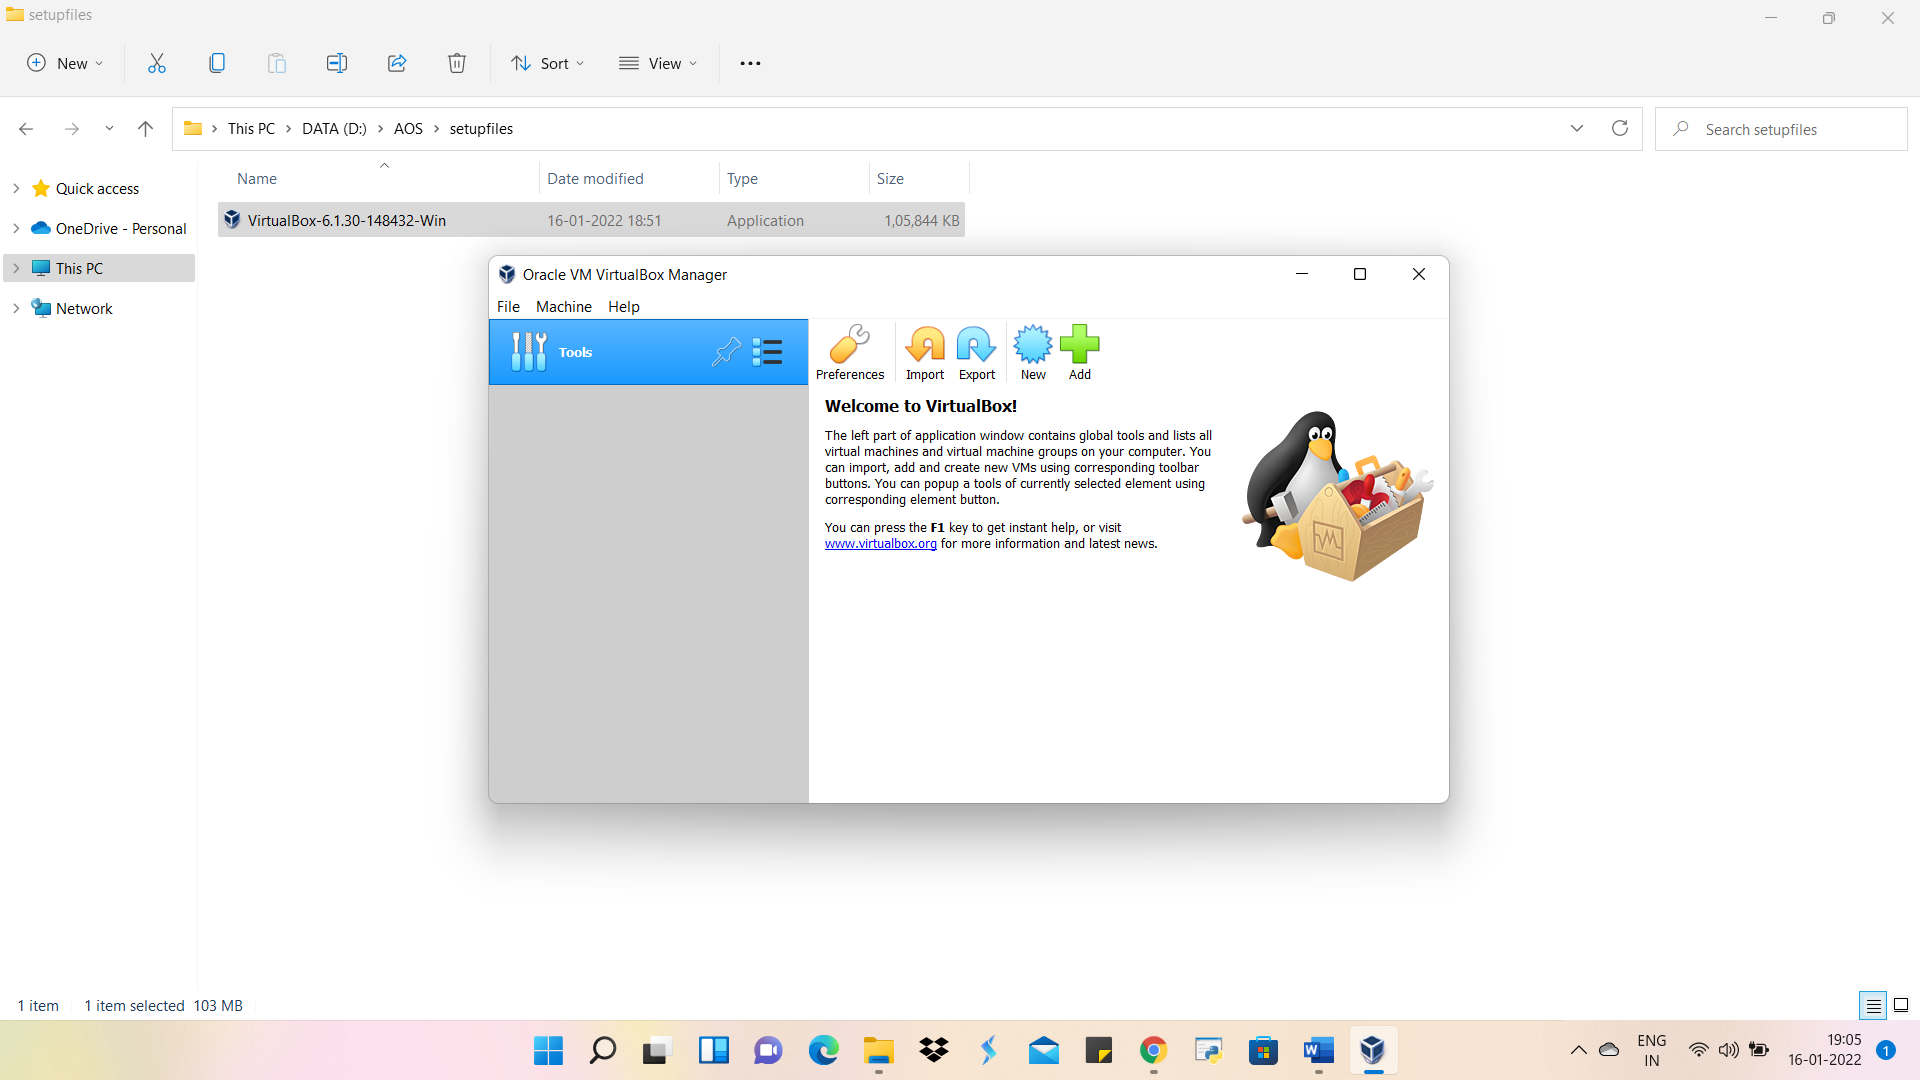 setupfiles
New
Sort
View
This PC
DATA (D:)
AOS
setupfiles
Search setupfiles
Name
Date modified
Type
Size
Quick access
OneDrive - Personal
This PC
Network
VirtualBox-6.1.30-148432-Win
16-01-2022 18:51
Application
1,05,844 KB
Oracle VM VirtualBox Manager
File
Machine
Help
Tools
Preferences
Import
Export
New
Add
Welcome to VirtualBox!
The left part of application window contains global tools and lists all
virtual machines and virtual machine groups on your computer. You
can import, add and create new VMs using corresponding toolbar
buttons. You can popup a tools of currently selected element using
corresponding element button.
You can press the F1 key to get instant help, or visit
www.virtualbox.org for more information and latest news.
1 item
1 item selected 103 MB
ENG
IN
19:05
16-01-2022
1